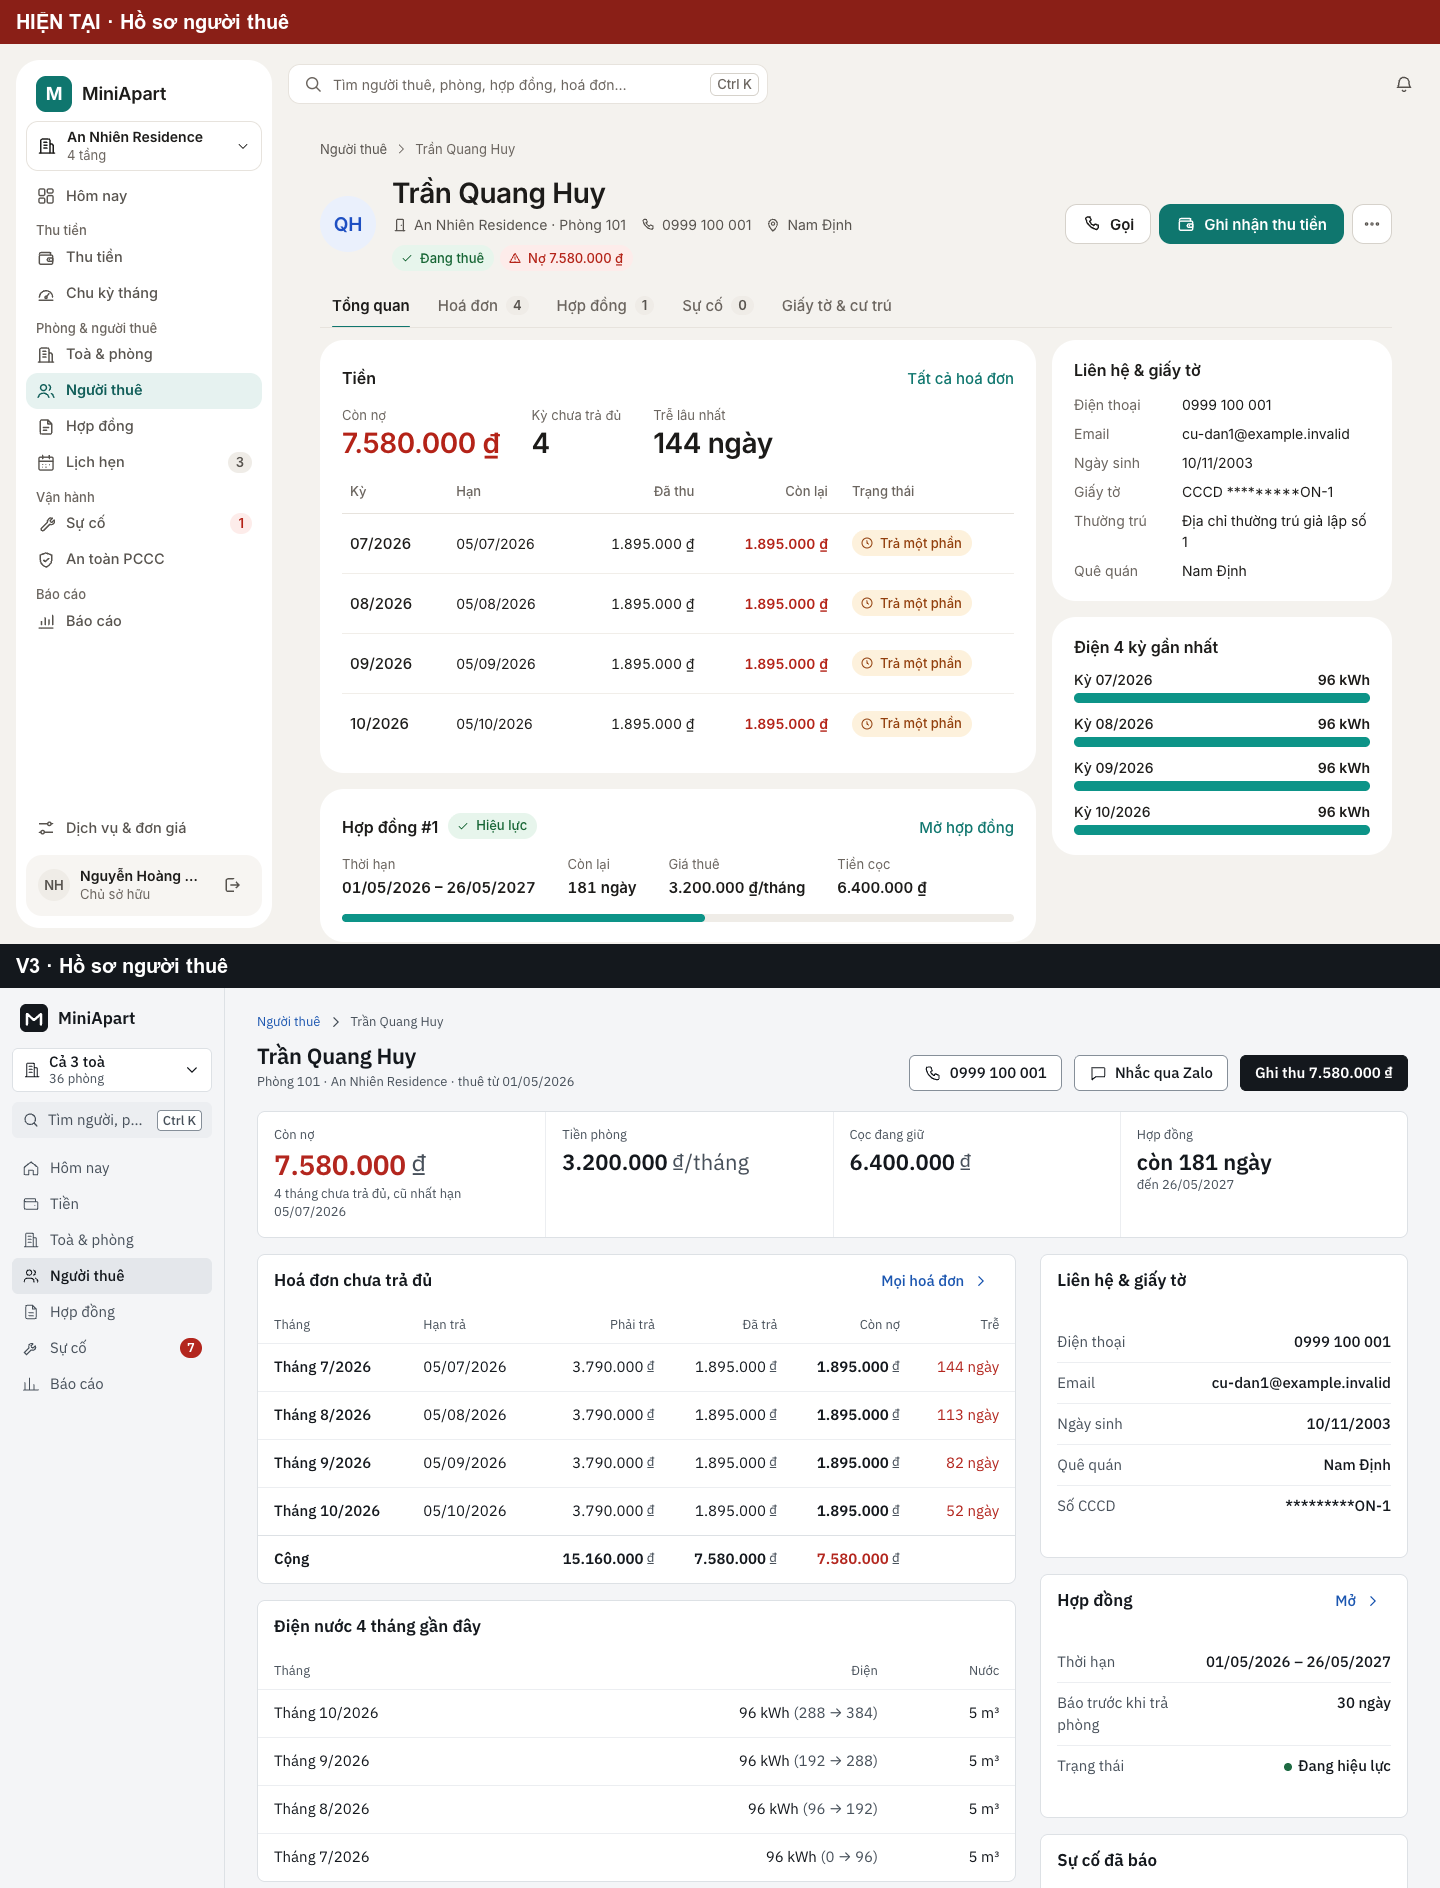 HIỆN TẠI · Hồ sơ người thuê
M MiniApart
An Nhiên Residence
4 tầng
Hôm nay
Thu tiền
Thu tiền
Chu kỳ tháng
Phòng & người thuê
Toà & phòng
Người thuê
Hợp đồng
Lịch hẹn 3
Vận hành
Sự cố 1
An toàn PCCC
Báo cáo
Báo cáo
Dịch vụ & đơn giá
NH Nguyễn Hoàng ...
Chủ sở hữu
Tìm người thuê, phòng, hợp đồng, hoá đơn... Ctrl K
Người thuê > Trần Quang Huy
QH
Trần Quang Huy
An Nhiên Residence · Phòng 101 0999 100 001 Nam Định
Đang thuê Nợ 7.580.000 ₫
Gọi Ghi nhận thu tiền ...
Tổng quan Hoá đơn 4 Hợp đồng 1 Sự cố 0 Giấy tờ & cư trú
Tiền Tất cả hoá đơn
Còn nợ Kỳ chưa trả đủ Trễ lâu nhất
7.580.000 ₫ 4 144 ngày
Kỳ Hạn Đã thu Còn lại Trạng thái
07/2026 05/07/2026 1.895.000 ₫ 1.895.000 ₫ Trả một phần
08/2026 05/08/2026 1.895.000 ₫ 1.895.000 ₫ Trả một phần
09/2026 05/09/2026 1.895.000 ₫ 1.895.000 ₫ Trả một phần
10/2026 05/10/2026 1.895.000 ₫ 1.895.000 ₫ Trả một phần
Hợp đồng #1 Hiệu lực Mở hợp đồng
Thời hạn Còn lại Giá thuê Tiền cọc
01/05/2026 – 26/05/2027 181 ngày 3.200.000 ₫/tháng 6.400.000 ₫
Liên hệ & giấy tờ
Điện thoại 0999 100 001
Email cu-dan1@example.invalid
Ngày sinh 10/11/2003
Giấy tờ CCCD *********ON-1
Thường trú Địa chỉ thường trú giả lập số
1
Quê quán Nam Định
Điện 4 kỳ gần nhất
Kỳ 07/2026 96 kWh
Kỳ 08/2026 96 kWh
Kỳ 09/2026 96 kWh
Kỳ 10/2026 96 kWh
V3 · Hồ sơ người thuê
MiniApart
Cả 3 toà
36 phòng
Tìm người, p... Ctrl K
Hôm nay
Tiền
Toà & phòng
Người thuê
Hợp đồng
Sự cố 7
Báo cáo
Người thuê > Trần Quang Huy
Trần Quang Huy
Phòng 101 · An Nhiên Residence · thuê từ 01/05/2026
0999 100 001 Nhắc qua Zalo Ghi thu 7.580.000 ₫
Còn nợ
7.580.000 ₫
4 tháng chưa trả đủ, cũ nhất hạn
05/07/2026
Tiền phòng
3.200.000 ₫/tháng
Cọc đang giữ
6.400.000 ₫
Hợp đồng
còn 181 ngày
đến 26/05/2027
Hoá đơn chưa trả đủ Mọi hoá đơn
Tháng Hạn trả Phải trả Đã trả Còn nợ Trễ
Tháng 7/2026 05/07/2026 3.790.000 ₫ 1.895.000 ₫ 1.895.000 ₫ 144 ngày
Tháng 8/2026 05/08/2026 3.790.000 ₫ 1.895.000 ₫ 1.895.000 ₫ 113 ngày
Tháng 9/2026 05/09/2026 3.790.000 ₫ 1.895.000 ₫ 1.895.000 ₫ 82 ngày
Tháng 10/2026 05/10/2026 3.790.000 ₫ 1.895.000 ₫ 1.895.000 ₫ 52 ngày
Cộng 15.160.000 ₫ 7.580.000 ₫ 7.580.000 ₫
Điện nước 4 tháng gần đây
Tháng Điện Nước
Tháng 10/2026 96 kWh (288 → 384) 5 m³
Tháng 9/2026 96 kWh (192 → 288) 5 m³
Tháng 8/2026 96 kWh (96 → 192) 5 m³
Tháng 7/2026 96 kWh (0 → 96) 5 m³
Liên hệ & giấy tờ
Điện thoại 0999 100 001
Email cu-dan1@example.invalid
Ngày sinh 10/11/2003
Quê quán Nam Định
Số CCCD *********ON-1
Hợp đồng Mở
Thời hạn 01/05/2026 – 26/05/2027
Báo trước khi trả 30 ngày
phòng
Trạng thái Đang hiệu lực
Sự cố đã báo